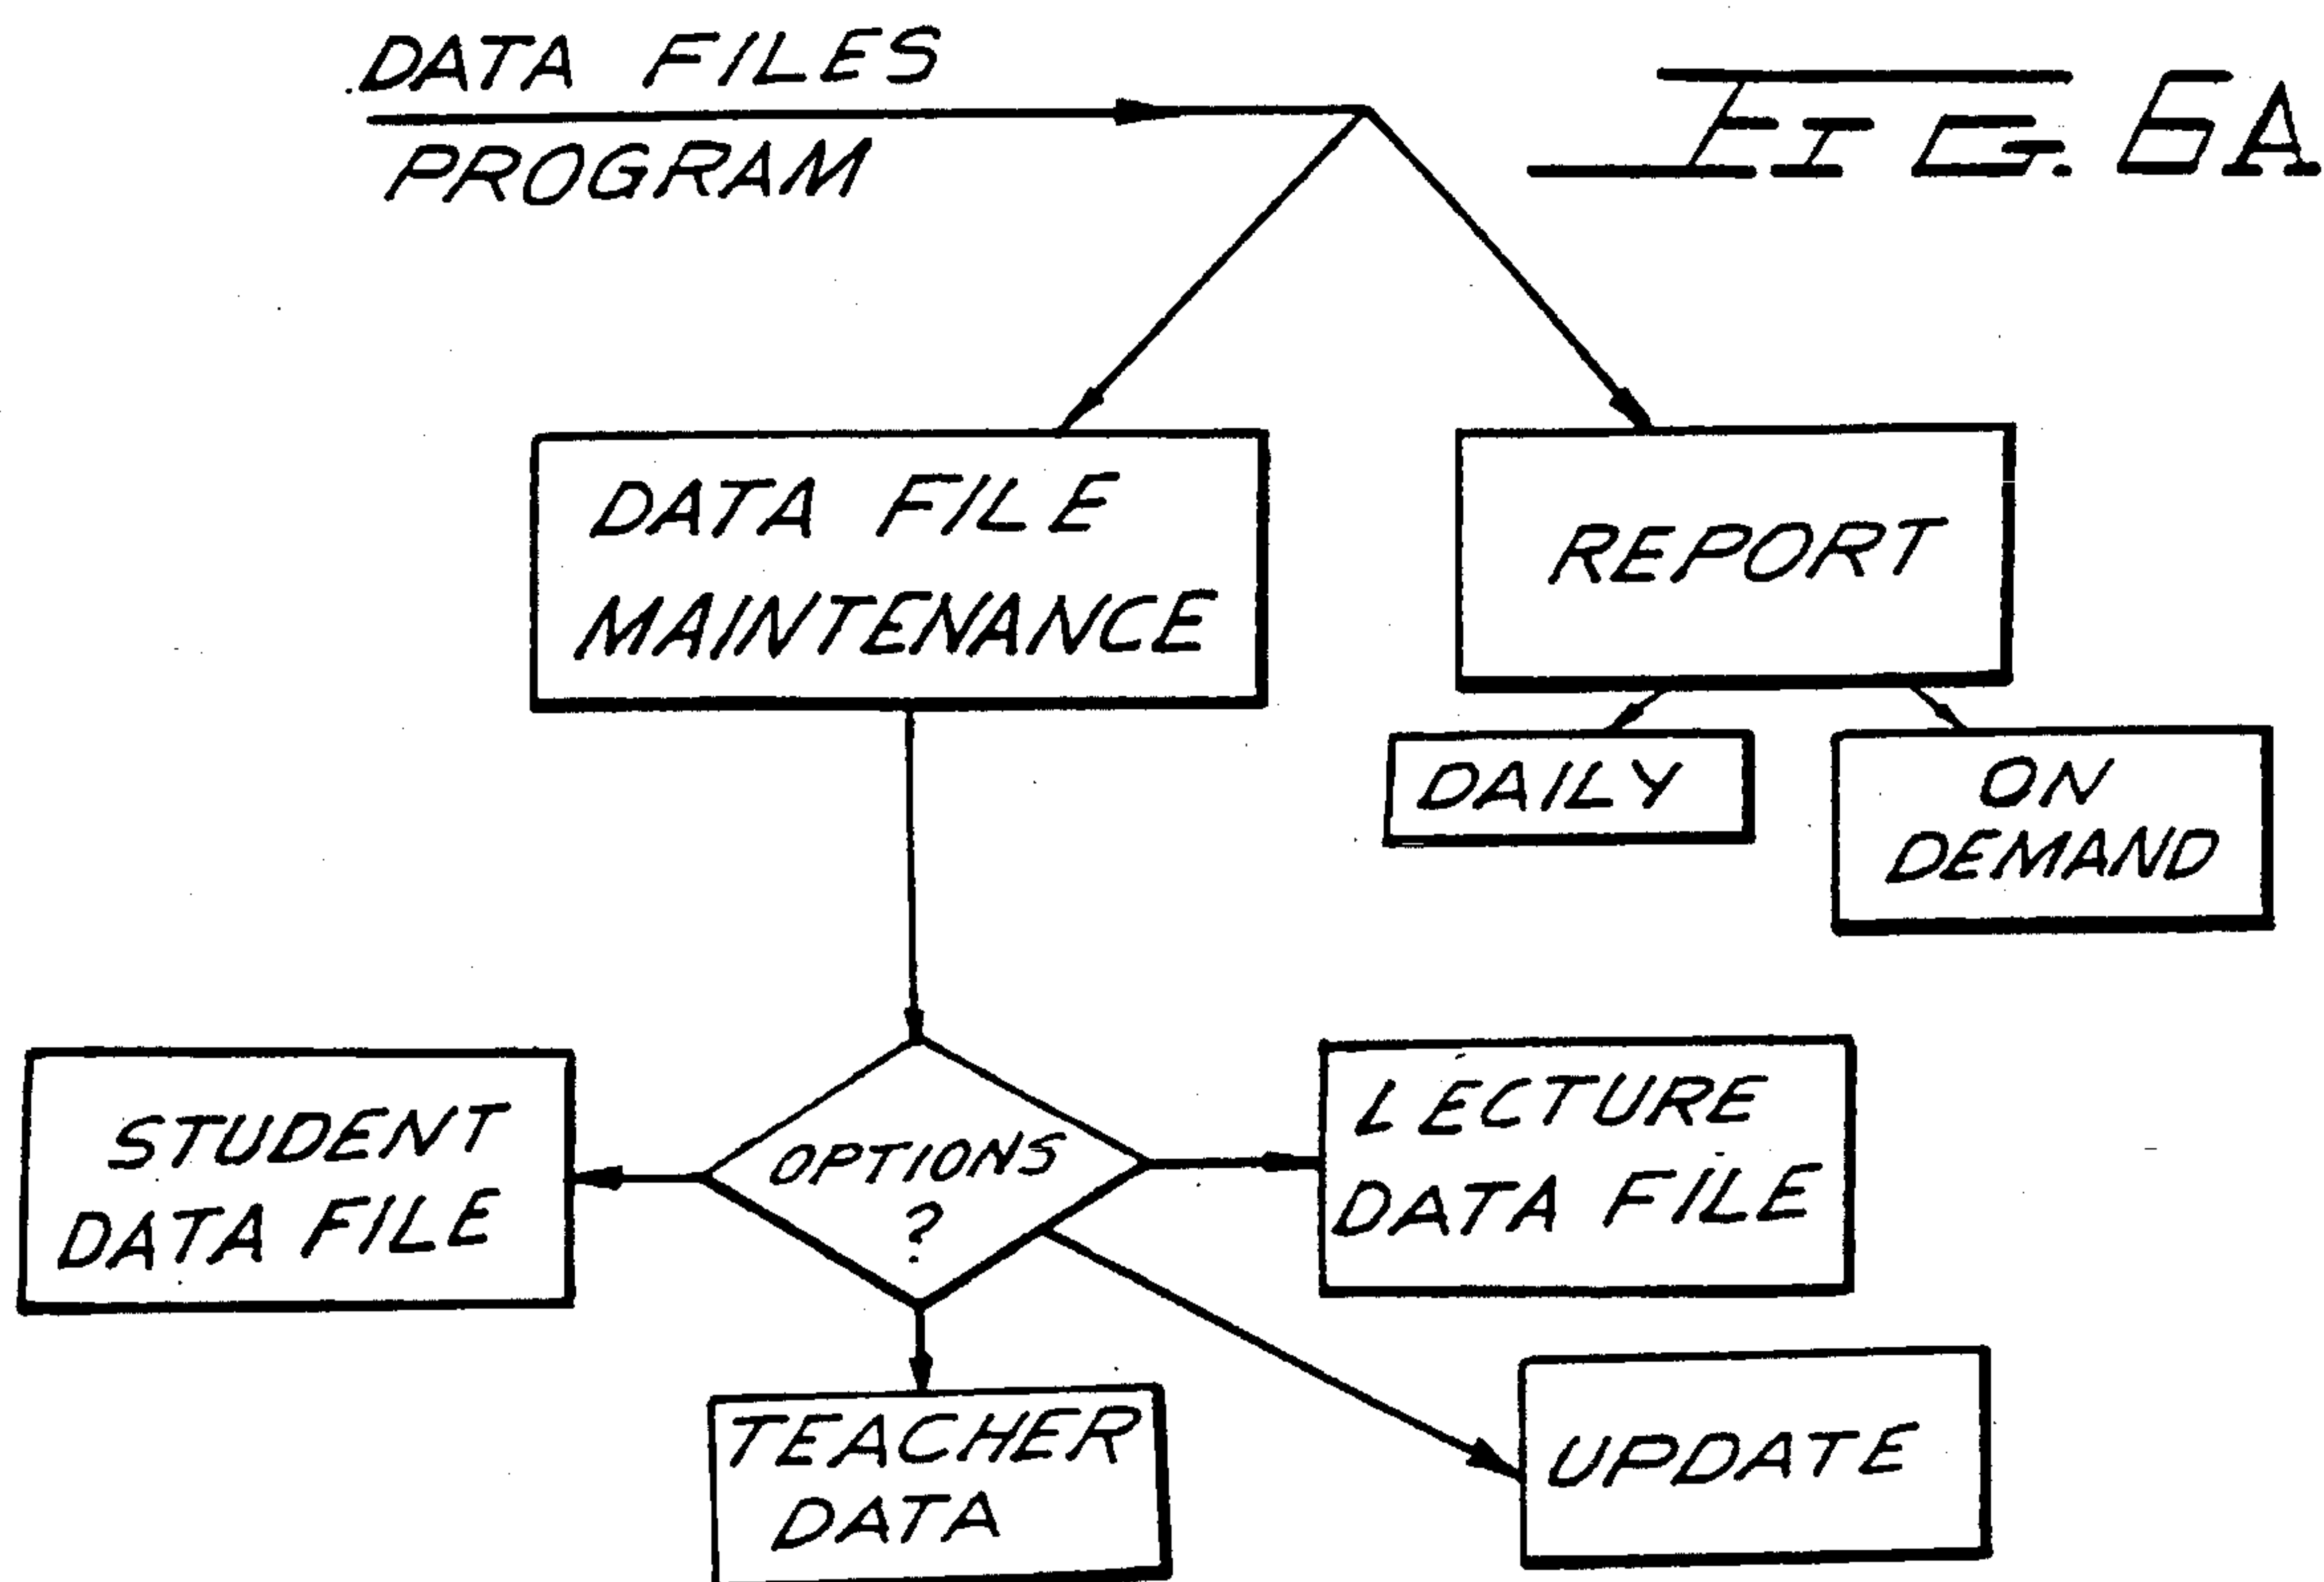 DATA FILES
PROGRAM
FIG. 6A
DATA FILE
MAINTENANCE
REPORT
DAILY
ON
DEMAND
STUDENT
DATA FILE
OPTIONS
?
LECTURE
DATA FILE
TEACHER
DATA
UPDATE